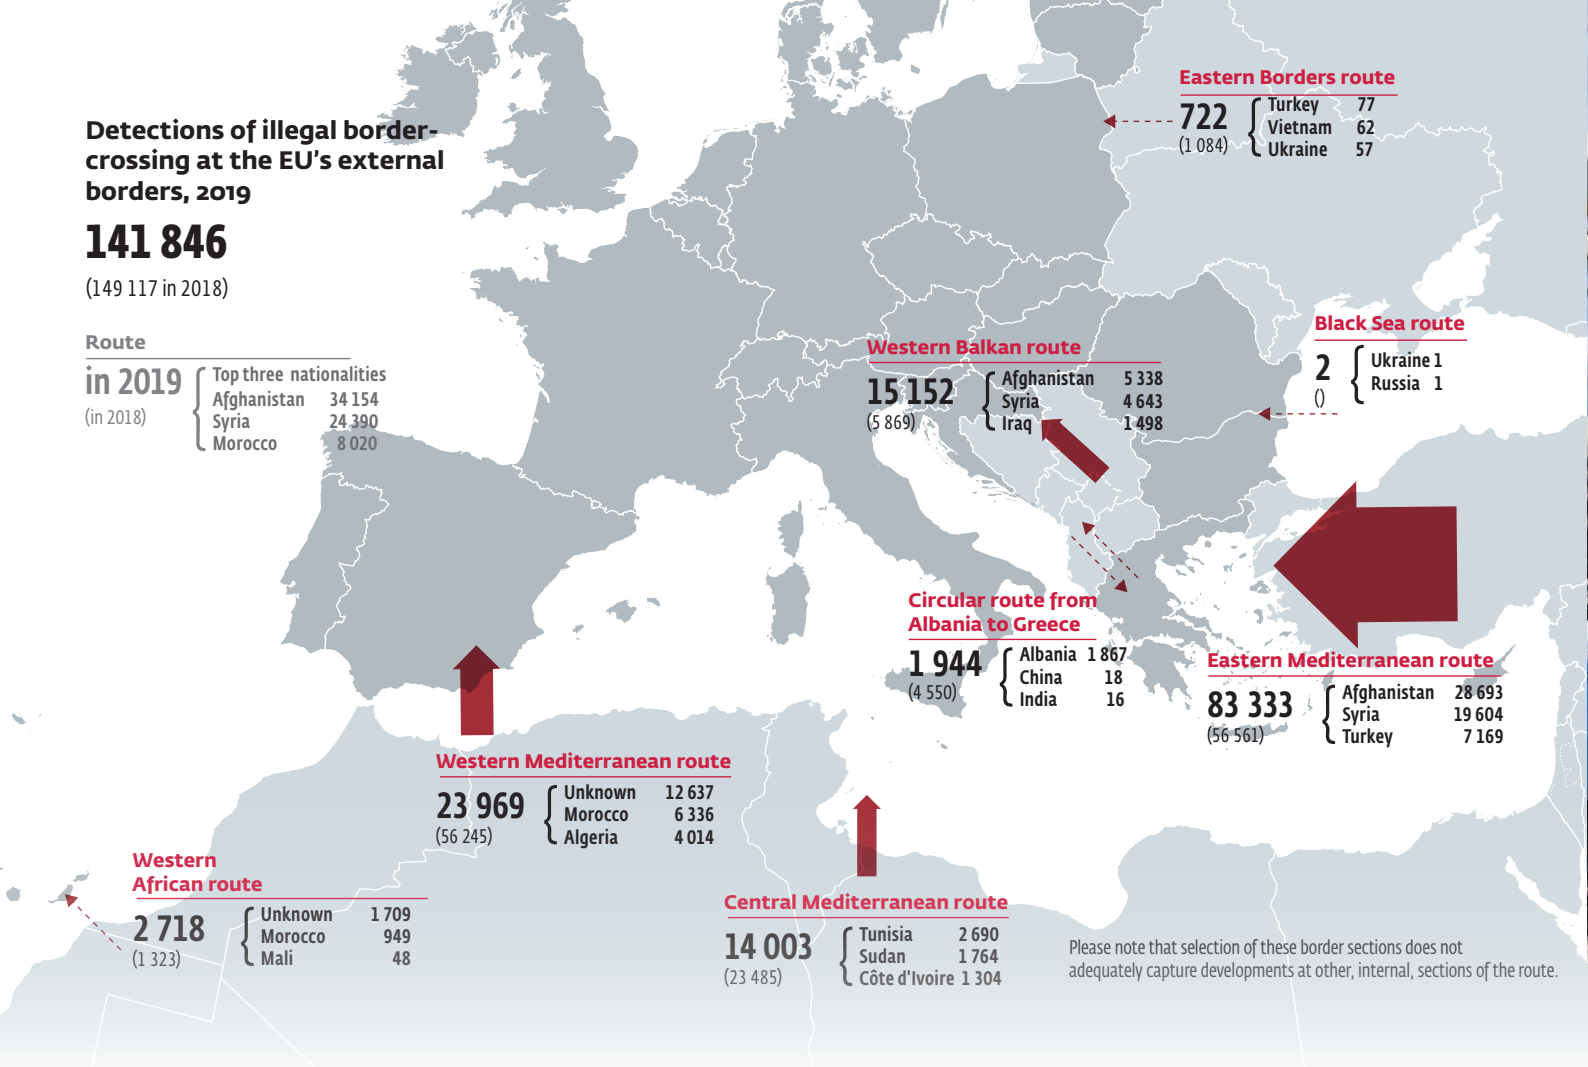 Detections of illegal border-
crossing at the EU's external
borders, 2019
141 846
(149 117 in 2018)
Route
in 2019
(in 2018)
Top three nationalities
Afghanistan 34 154
Syria 24 390
Morocco 8 020
Eastern Borders route
722
(1 084)
Turkey 77
Vietnam 62
Ukraine 57
Black Sea route
2
()
Ukraine 1
Russia 1
Western Balkan route
15 152
(5 869)
Afghanistan 5 338
Syria 4 643
Iraq 1 498
Circular route from
Albania to Greece
1 944
(4 550)
Albania 1 867
China 18
India 16
Eastern Mediterranean route
83 333
(56 561)
Afghanistan 28 693
Syria 19 604
Turkey 7 169
Western Mediterranean route
23 969
(56 245)
Unknown 12 637
Morocco 6 336
Algeria 4 014
Western
African route
2 718
(1 323)
Unknown 1 709
Morocco 949
Mali 48
Central Mediterranean route
14 003
(23 485)
Tunisia 2 690
Sudan 1 764
Côte d'Ivoire 1 304
Please note that selection of these border sections does not
adequately capture developments at other, internal, sections of the route.